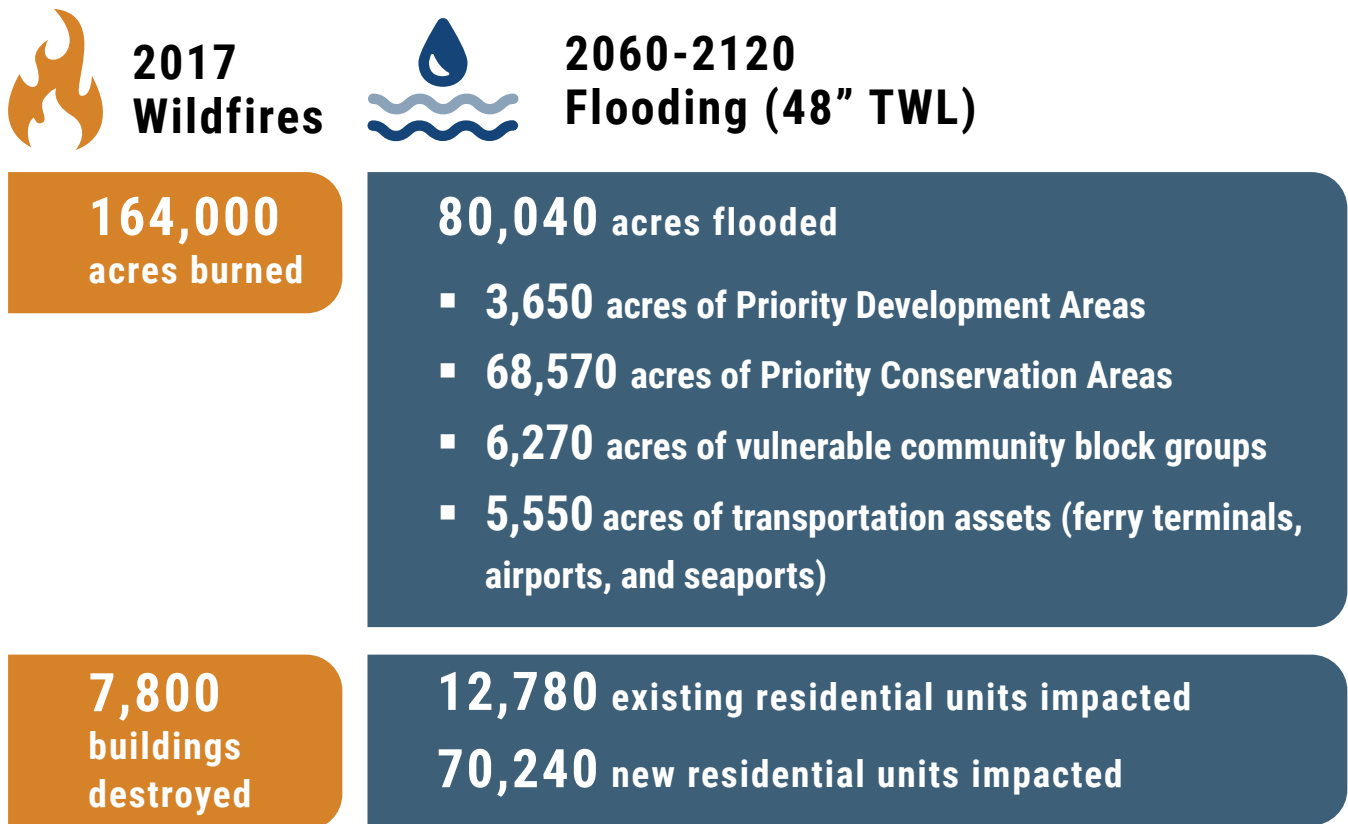 2017
Wildfires
2060-2120
Flooding (48” TWL)
164,000
acres burned
80,040 acres flooded
▪ 3,650 acres of Priority Development Areas
▪ 68,570 acres of Priority Conservation Areas
▪ 6,270 acres of vulnerable community block groups
▪ 5,550 acres of transportation assets (ferry terminals,
airports, and seaports)
7,800
buildings
destroyed
12,780 existing residential units impacted
70,240 new residential units impacted